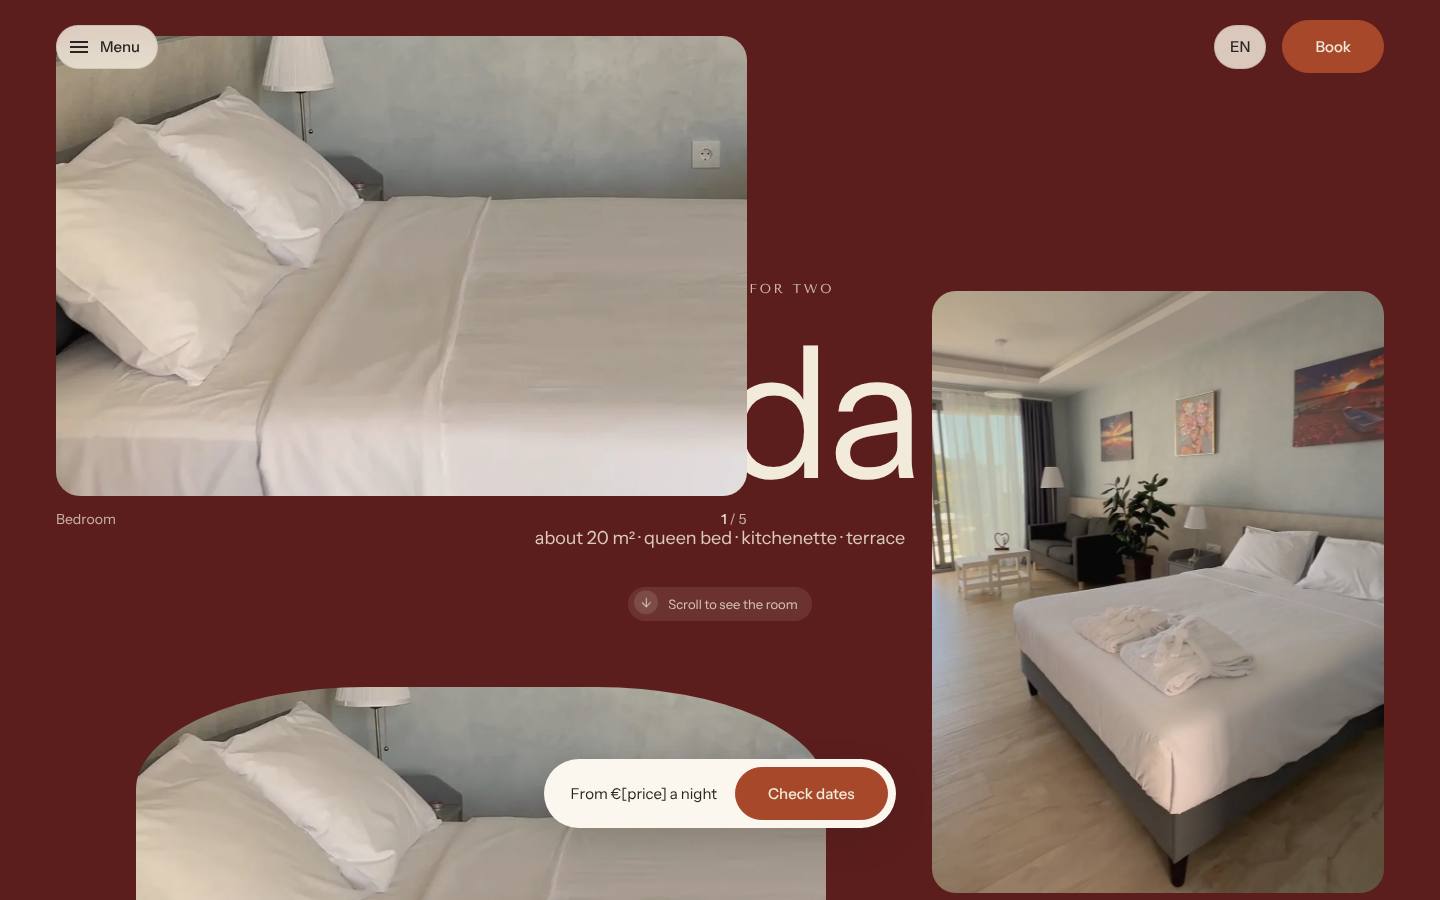 Menu
EN
Book
FOR TWO
da
Bedroom
1 / 5
about 20 m² · queen bed · kitchenette · terrace
Scroll to see the room
From €[price] a night
Check dates